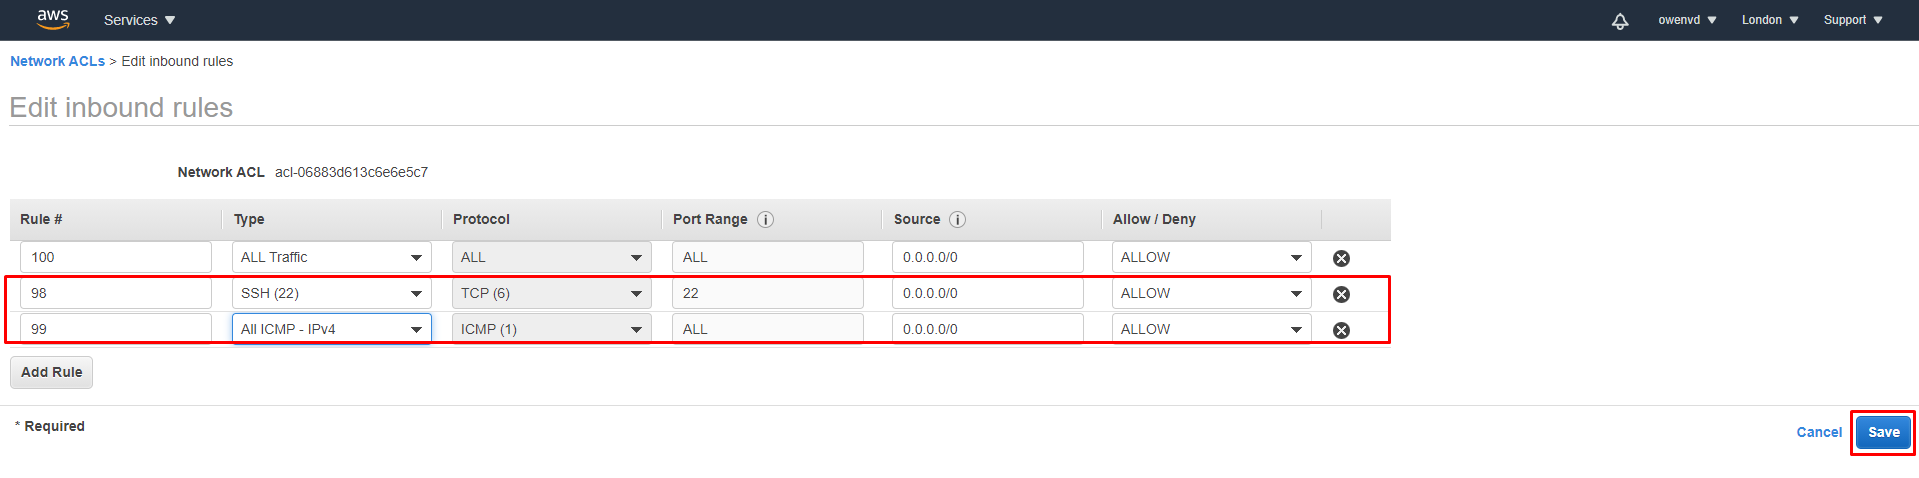 aws Services owenvd London Support
Network ACLs > Edit inbound rules
Edit inbound rules
Network ACL acl-06883d613c6e6e5c7
Rule # Type Protocol Port Range i Source i Allow / Deny
100 ALL Traffic ALL ALL 0.0.0.0/0 ALLOW
98 SSH (22) TCP (6) 22 0.0.0.0/0 ALLOW
99 All ICMP - IPv4 ICMP (1) ALL 0.0.0.0/0 ALLOW
Add Rule
* Required
Cancel Save